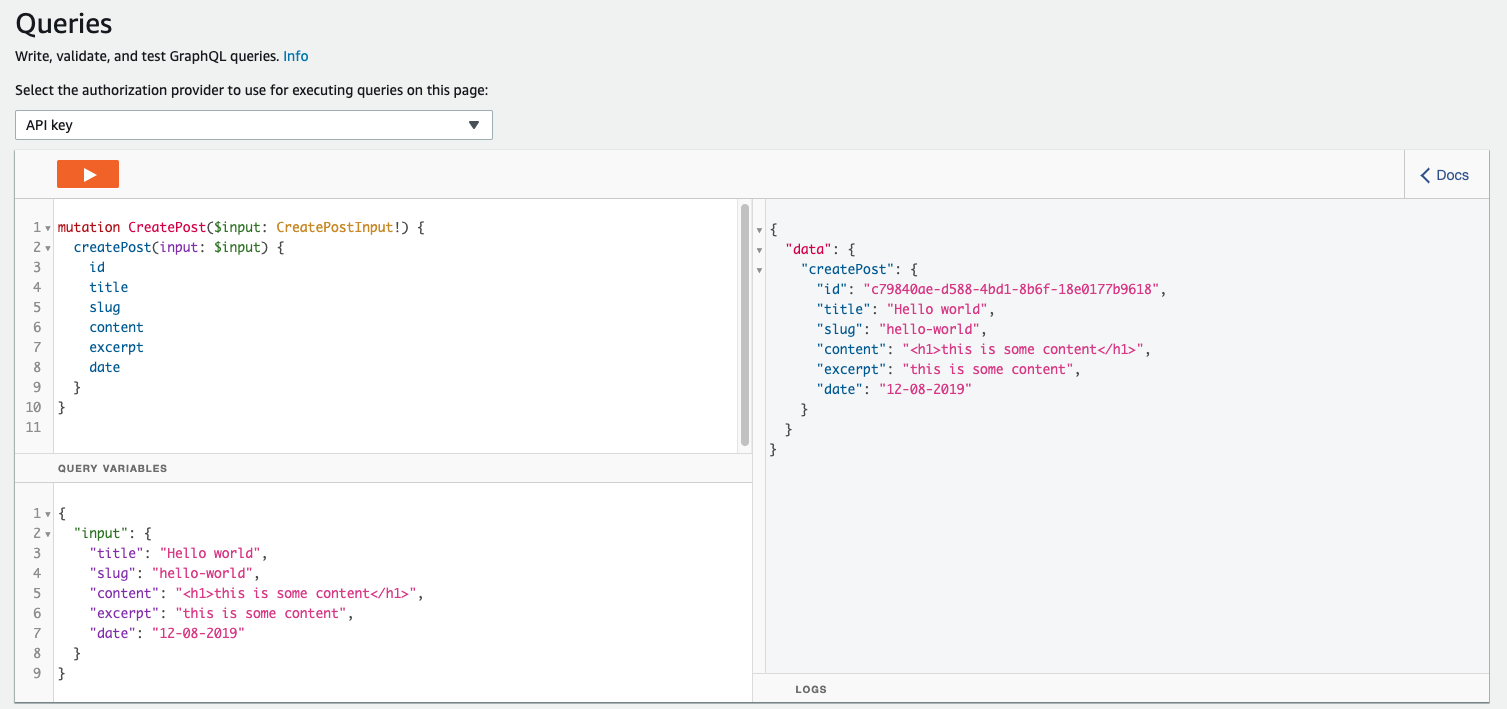 Queries
Write, validate, and test GraphQL queries. Info
Select the authorization provider to use for executing queries on this page:
API key
Docs
1 mutation CreatePost($input: CreatePostInput!) {
2   createPost(input: $input) {
3     id
4     title
5     slug
6     content
7     excerpt
8     date
9   }
10 }
11
QUERY VARIABLES
1 {
2   "input": {
3     "title": "Hello world",
4     "slug": "hello-world",
5     "content": "<h1>this is some content</h1>",
6     "excerpt": "this is some content",
7     "date": "12-08-2019"
8   }
9 }
{
  "data": {
    "createPost": {
      "id": "c79840ae-d588-4bd1-8b6f-18e0177b9618",
      "title": "Hello world",
      "slug": "hello-world",
      "content": "<h1>this is some content</h1>",
      "excerpt": "this is some content",
      "date": "12-08-2019"
    }
  }
}
LOGS